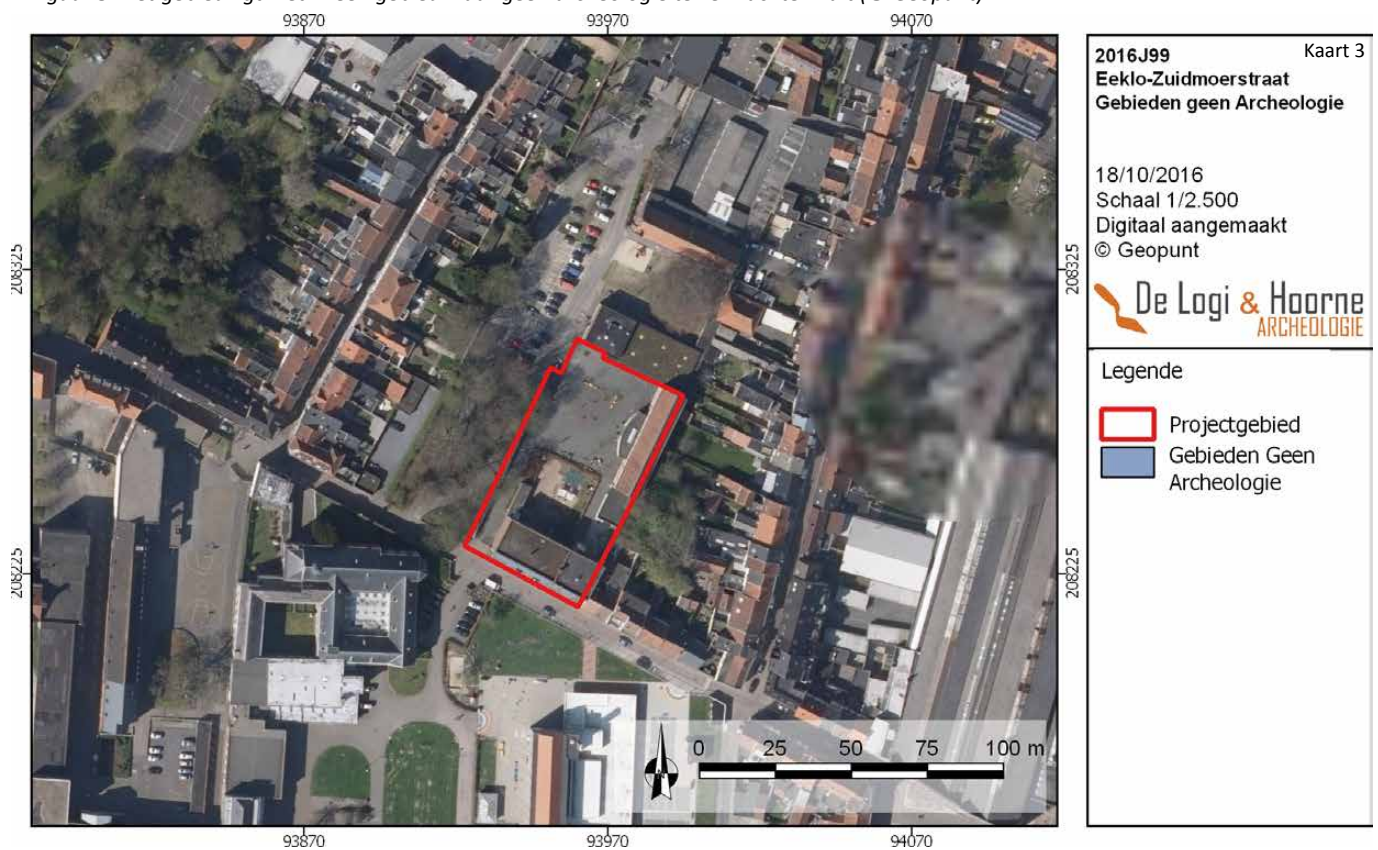 93870 93970 94070
208325 208325
208225 208225
93870 93970 94070
0 25 50 75 100 m
Kaart 3
2016J99
Eeklo-Zuidmoerstraat
Gebieden geen Archeologie
18/10/2016
Schaal 1/2.500
Digitaal aangemaakt
© Geopunt
De Logi & Hoorne
ARCHEOLOGIE
Legende
Projectgebied
Gebieden Geen
Archeologie